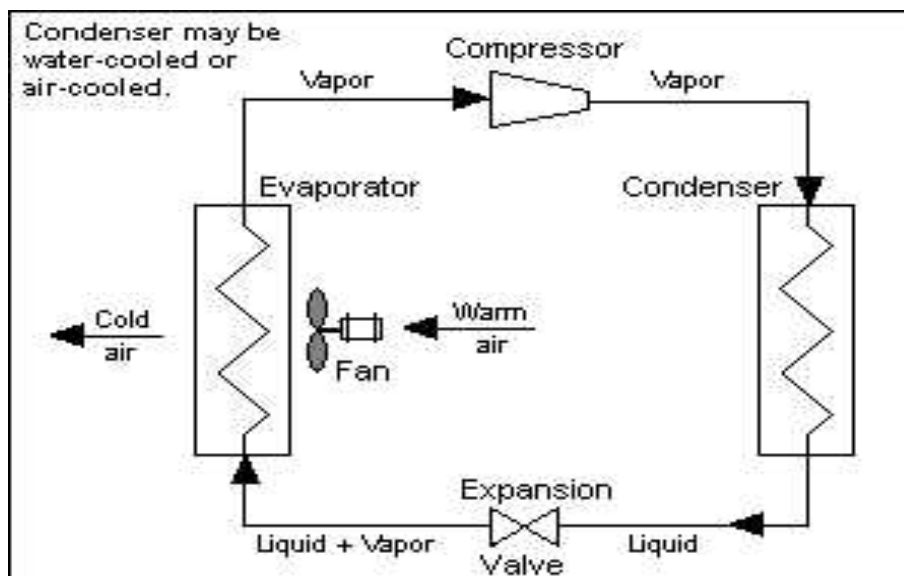 Condenser may be
water-cooled or
air-cooled.
Compressor
Vapor
Vapor
Evaporator
Condenser
Cold
air
Warm
air
Fan
Expansion
Valve
Liquid + Vapor
Liquid